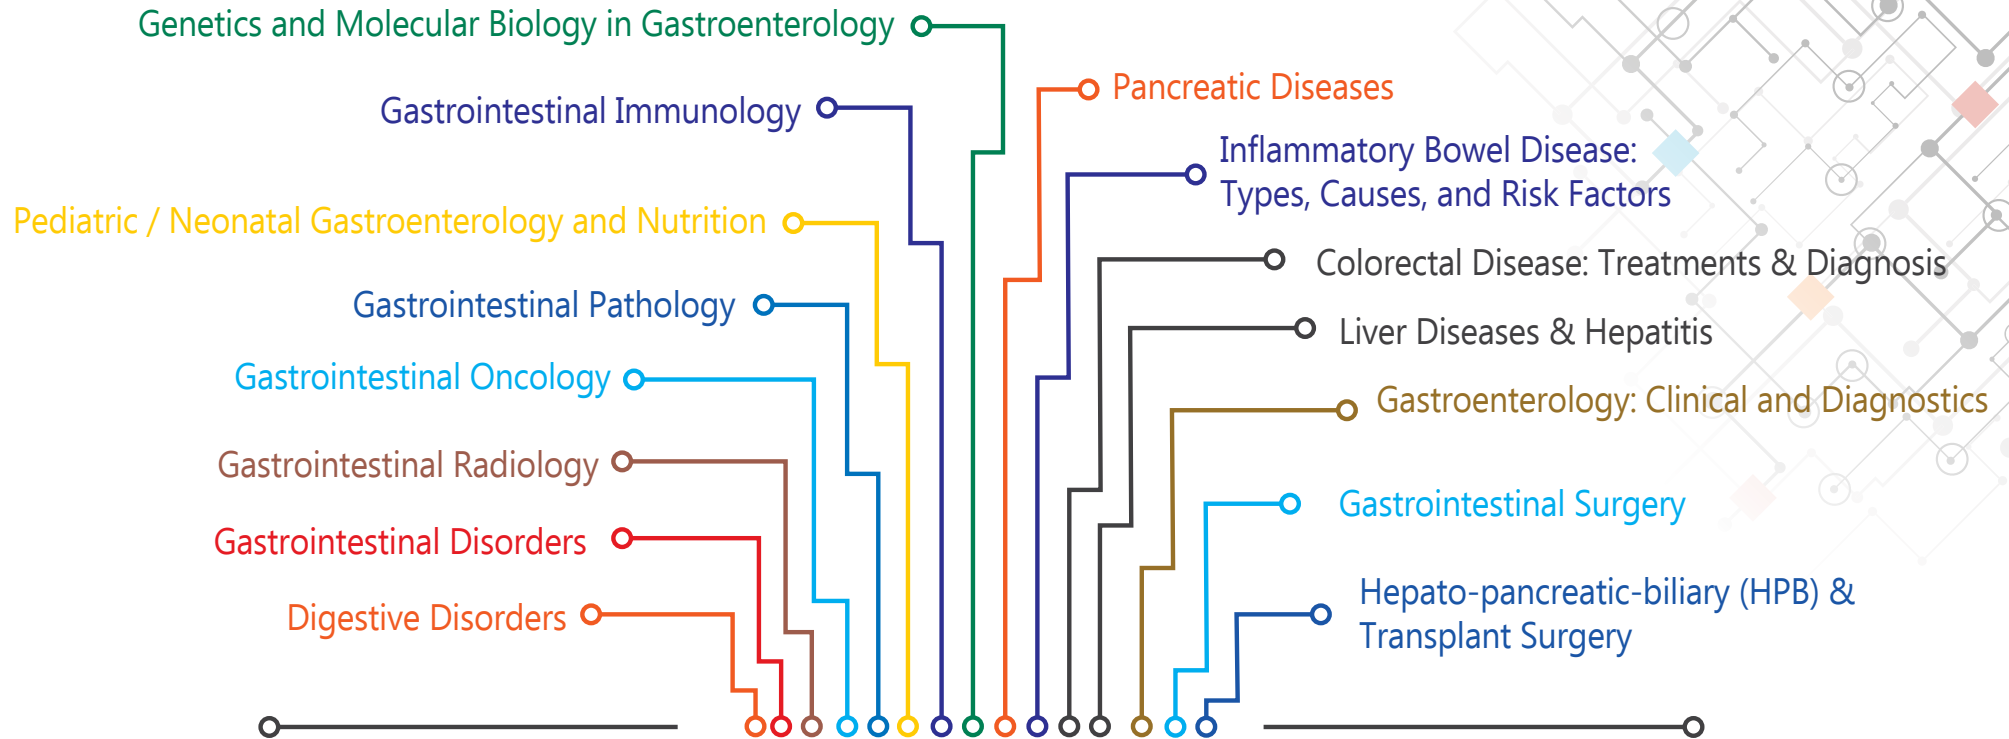 Genetics and Molecular Biology in Gastroenterology
Gastrointestinal Immunology
Pediatric / Neonatal Gastroenterology and Nutrition
Gastrointestinal Pathology
Gastrointestinal Oncology
Gastrointestinal Radiology
Gastrointestinal Disorders
Digestive Disorders
Pancreatic Diseases
Inflammatory Bowel Disease:
Types, Causes, and Risk Factors
Colorectal Disease: Treatments & Diagnosis
Liver Diseases & Hepatitis
Gastroenterology: Clinical and Diagnostics
Gastrointestinal Surgery
Hepato-pancreatic-biliary (HPB) &
Transplant Surgery